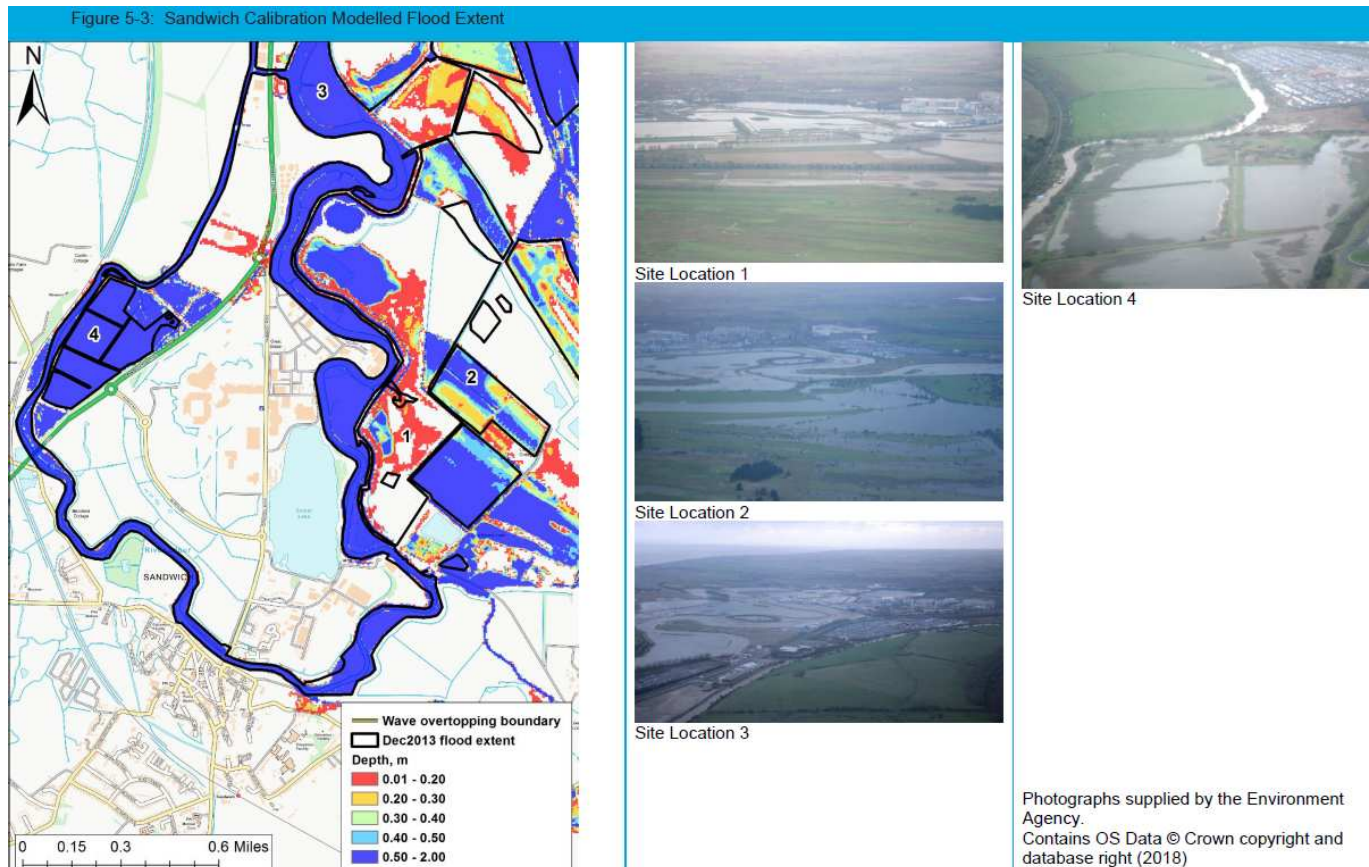 Figure 5-3: Sandwich Calibration Modelled Flood Extent
N
3
4
2
1
SANDWICH
Wave overtopping boundary
Dec2013 flood extent
Depth, m
0.01 - 0.20
0.20 - 0.30
0.30 - 0.40
0.40 - 0.50
0.50 - 2.00
0 0.15 0.3 0.6 Miles
Site Location 1
Site Location 2
Site Location 3
Site Location 4
Photographs supplied by the Environment
Agency.
Contains OS Data © Crown copyright and
database right (2018)